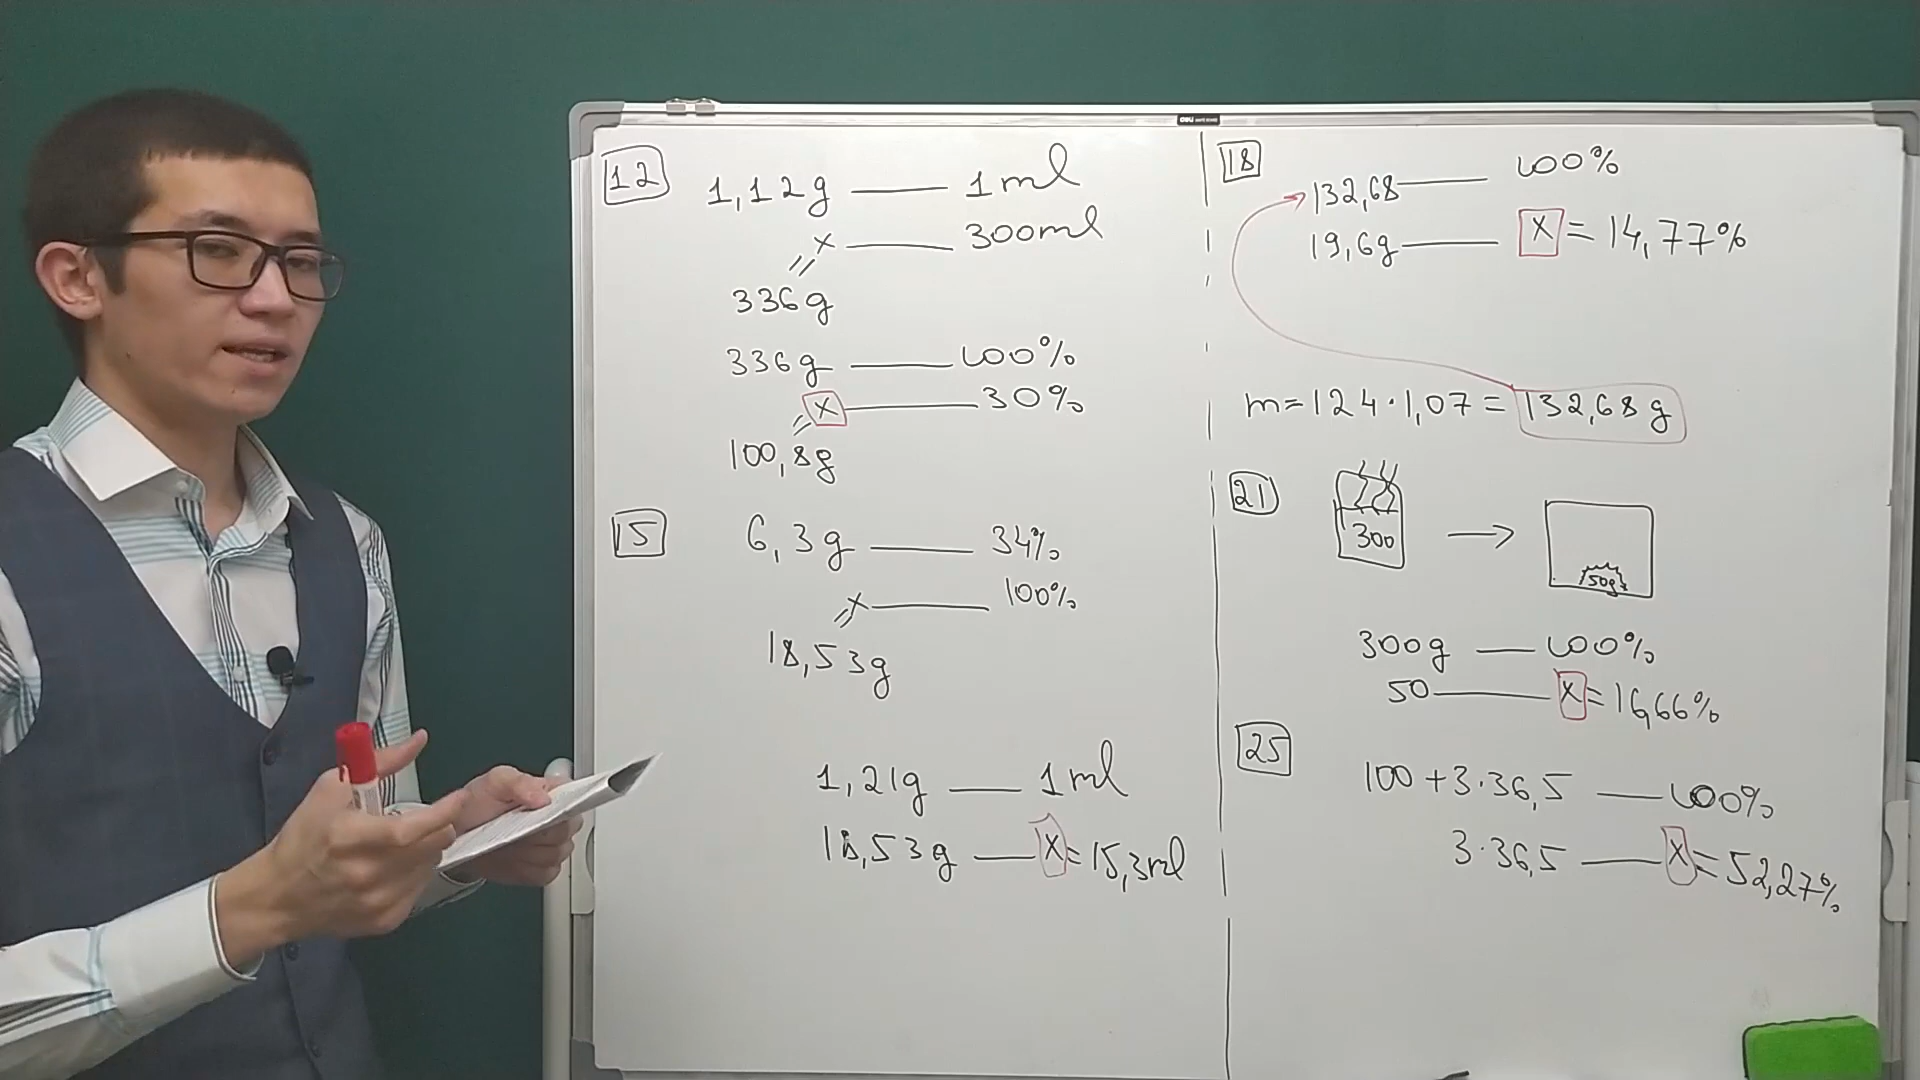 12
1,12g — 1ml
x — 300ml
336g
336g — 100%
x — 30%
100,8g
15
6,3g — 34%
x — 100%
18,53g
1,21g — 1ml
18,53g — x = 15,3ml
18
132,68 — 100%
19,6g — x = 14,77%
m = 124 · 1,07 = 132,68g
21
300 → 50g
300g — 100%
50 — x = 16,66%
25
100 + 3·36,5 — 100%
3·36,5 — x = 52,27%